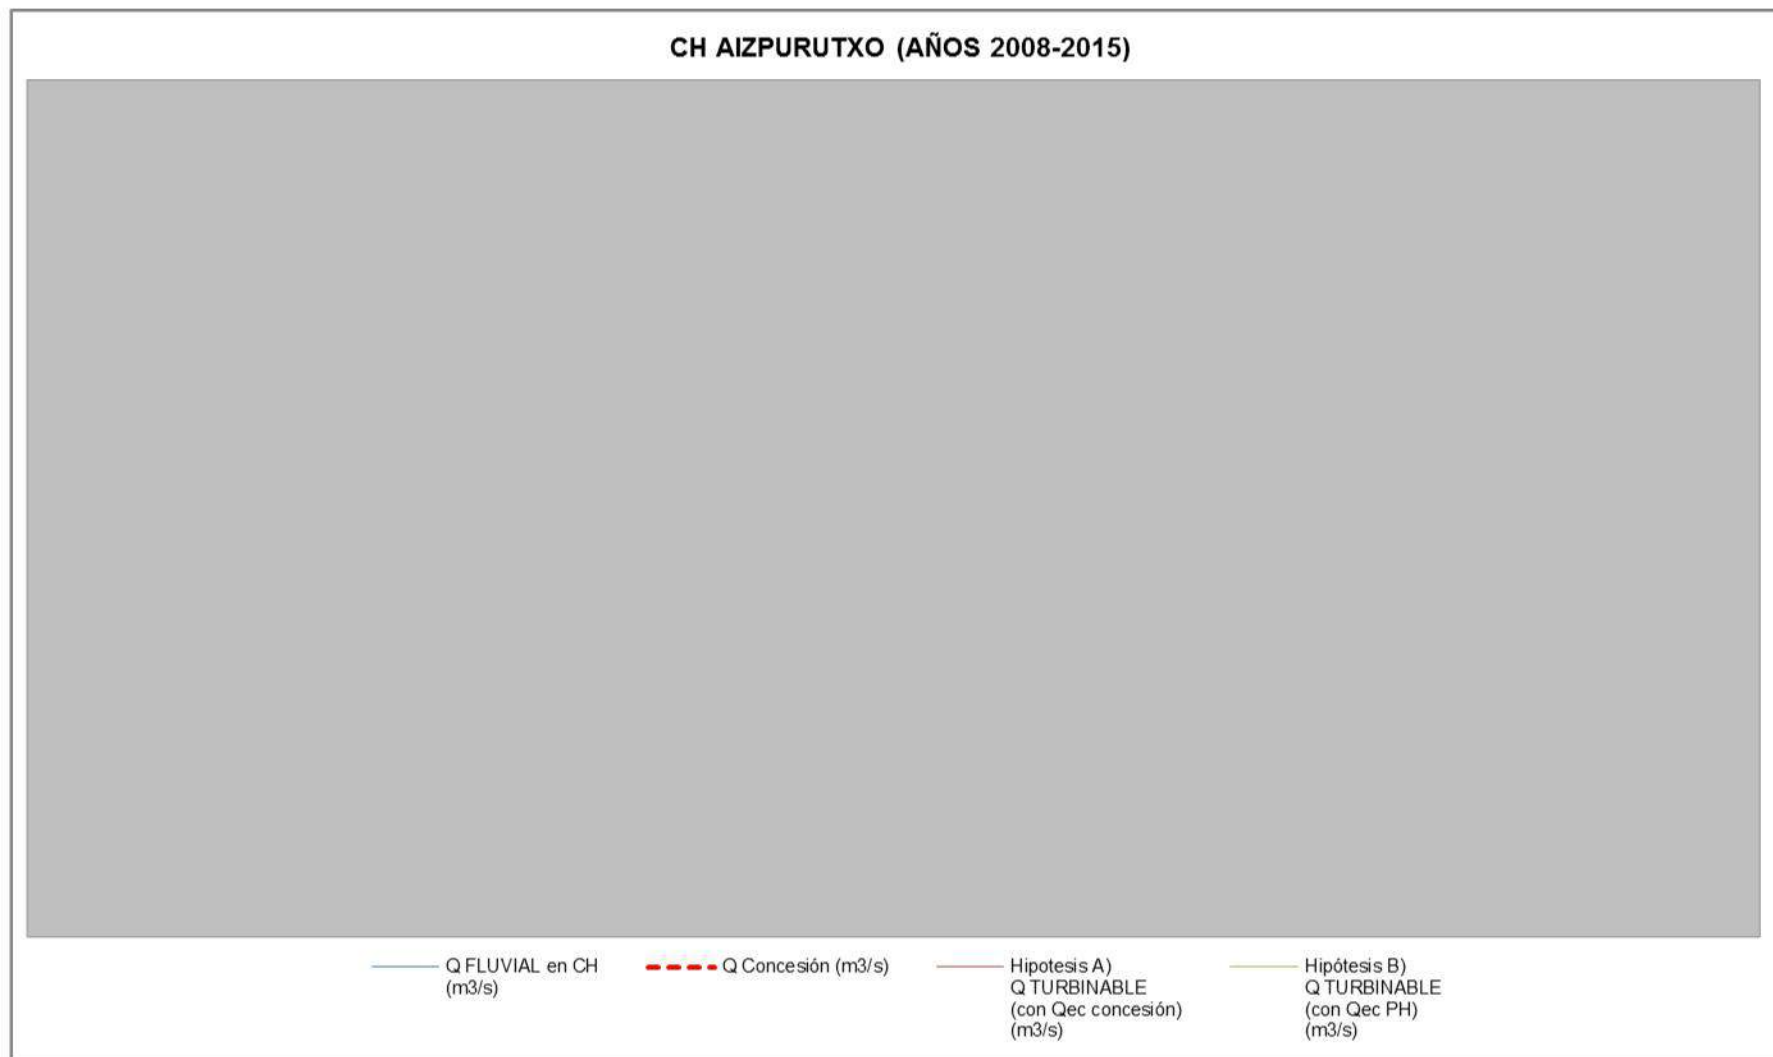 CH AIZPURUTXO (AÑOS 2008-2015)
Q FLUVIAL en CH
(m3/s)
Q Concesión (m3/s)
Hipotesis A)
Q TURBINABLE
(con Qec concesión)
(m3/s)
Hipótesis B)
Q TURBINABLE
(con Qec PH)
(m3/s)